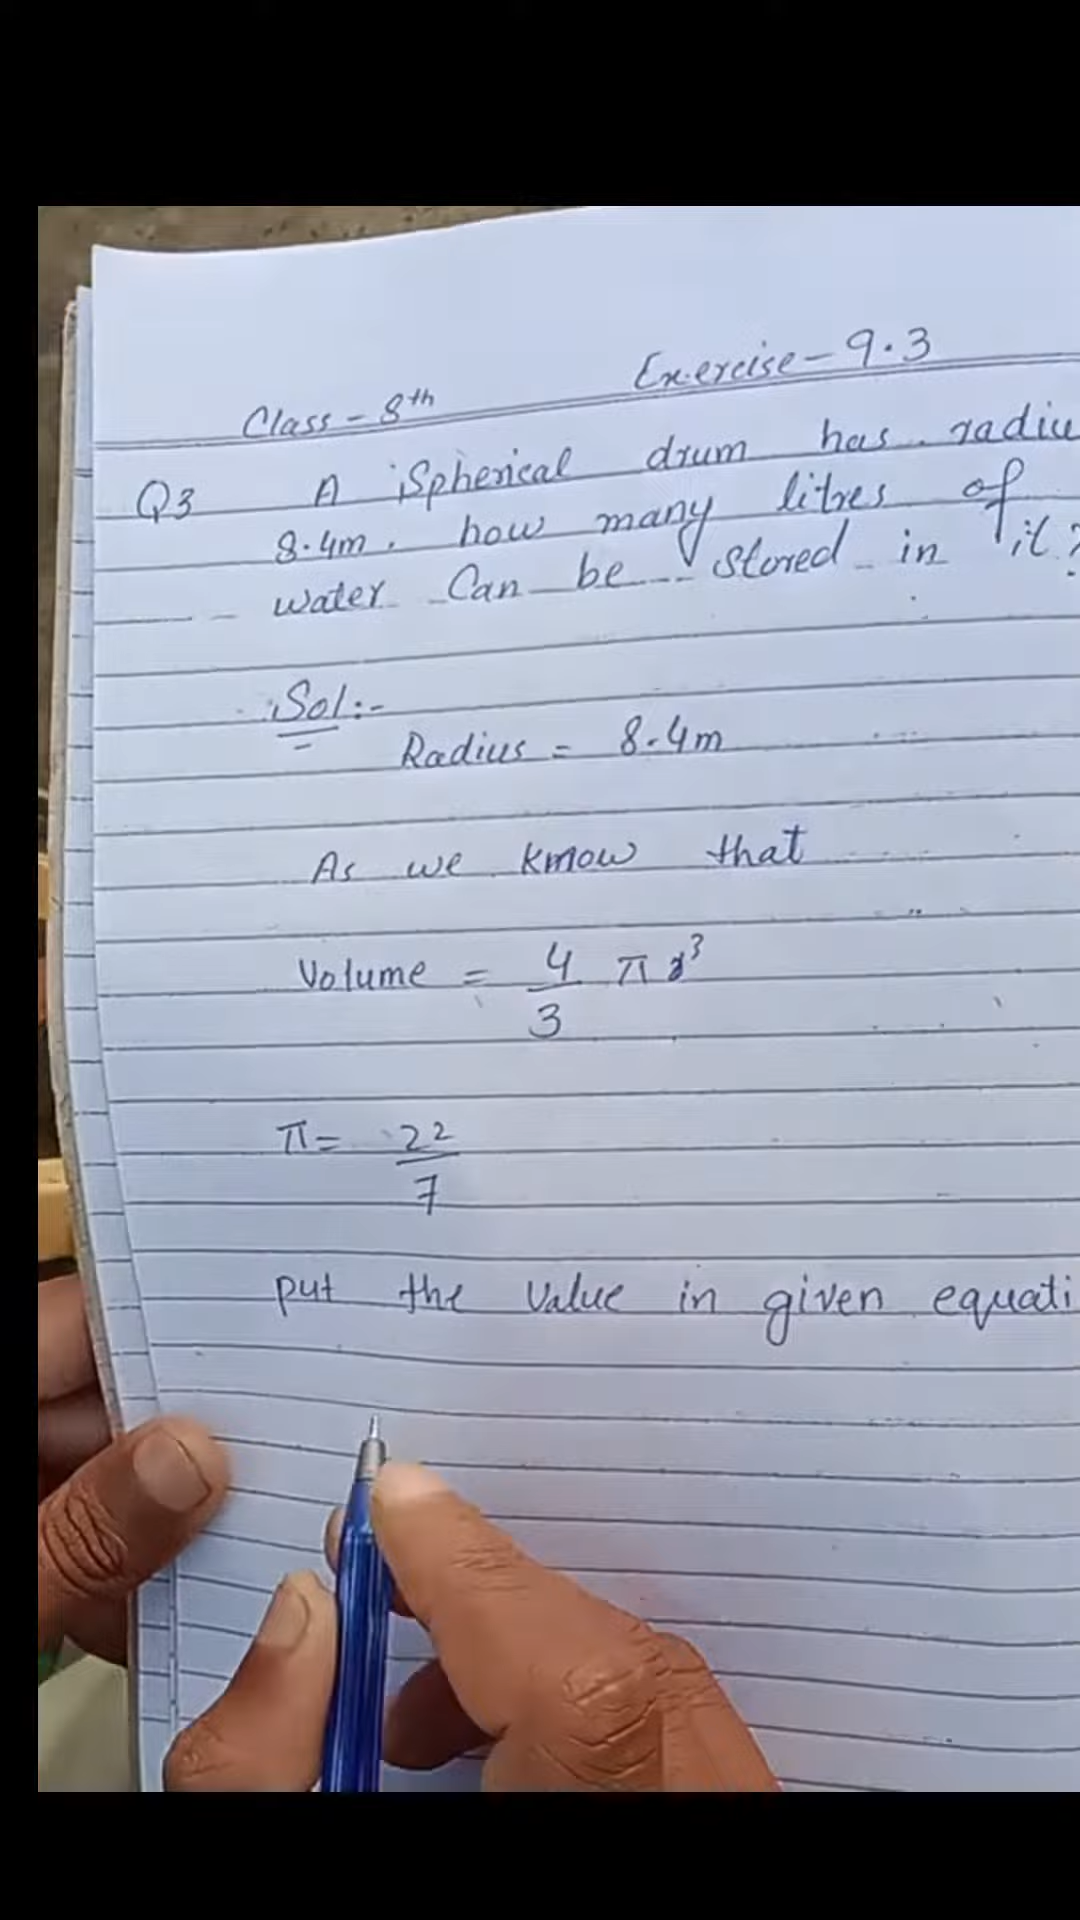 Exercise - 9.3
Class - 8th
Q3 A Spherical drum has radiu
8.4m. how many litres of
water Can be stored in it?
Sol:-
Radius = 8.4m
As we know that
Volume = 4/3 π r³
π = 22/7
put the value in given equati